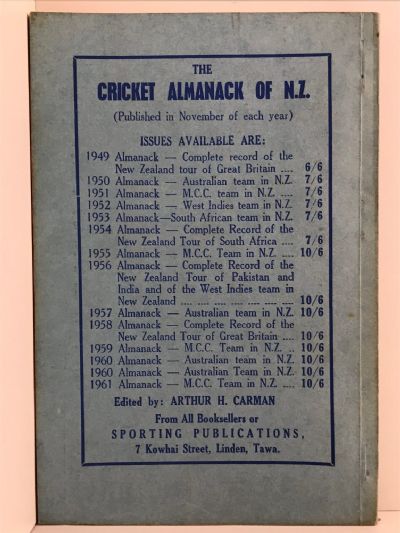 THE
CRICKET ALMANACK OF N.Z.
(Published in November of each year)
ISSUES AVAILABLE ARE:
1949 Almanack — Complete record of the
New Zealand tour of Great Britain .... 6/6
1950 Almanack — Australian team in N.Z. 7/6
1951 Almanack — M.C.C. team in N.Z. 7/6
1952 Almanack — West Indies team in N.Z. 7/6
1953 Almanack—South African team in N.Z. 7/6
1954 Almanack — Complete Record of the
New Zealand Tour of South Africa .... 7/6
1955 Almanack — M.C.C. Team in N.Z. .... 10/6
1956 Almanack — Complete Record of the
New Zealand Tour of Pakistan and
India and of the West Indies team in
New Zealand .... .... .... .... .... .... .... 10/6
1957 Almanack — Australian team in N.Z. 10/6
1958 Almanack — Complete Record of the
New Zealand Tour of Great Britain .... 10/6
1959 Almanack — M.C.C. Team in N.Z. .. 10/6
1960 Almanack — Australian team in N.Z. 10/6
1960 Almanack — Australian Team in N.Z. 10/6
1961 Almanack — M.C.C. Team in N.Z. .... 10/6
Edited by: ARTHUR H. CARMAN
From All Booksellers or
SPORTING PUBLICATIONS,
7 Kowhai Street, Linden, Tawa.